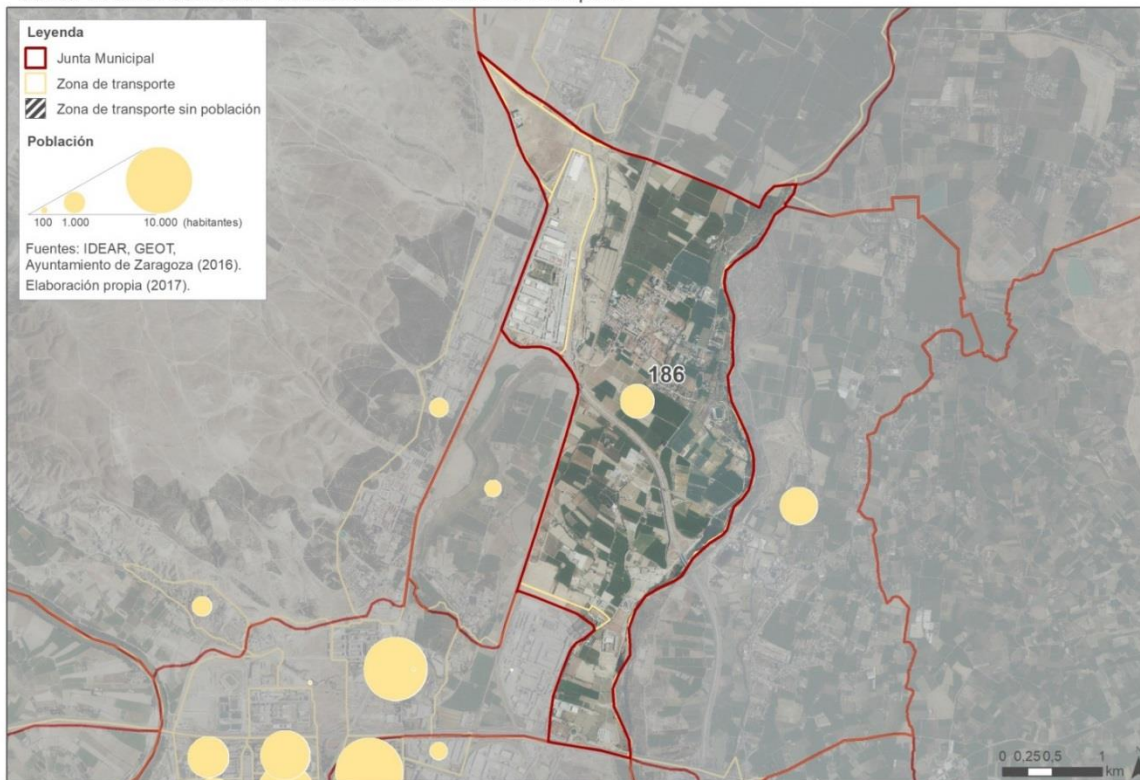 Leyenda
Junta Municipal
Zona de transporte
Zona de transporte sin población
Población
100 1.000 10.000 (habitantes)
Fuentes: IDEAR, GEOT,
Ayuntamiento de Zaragoza (2016).
Elaboración propia (2017).
186
0 0,25 0,5 1
km